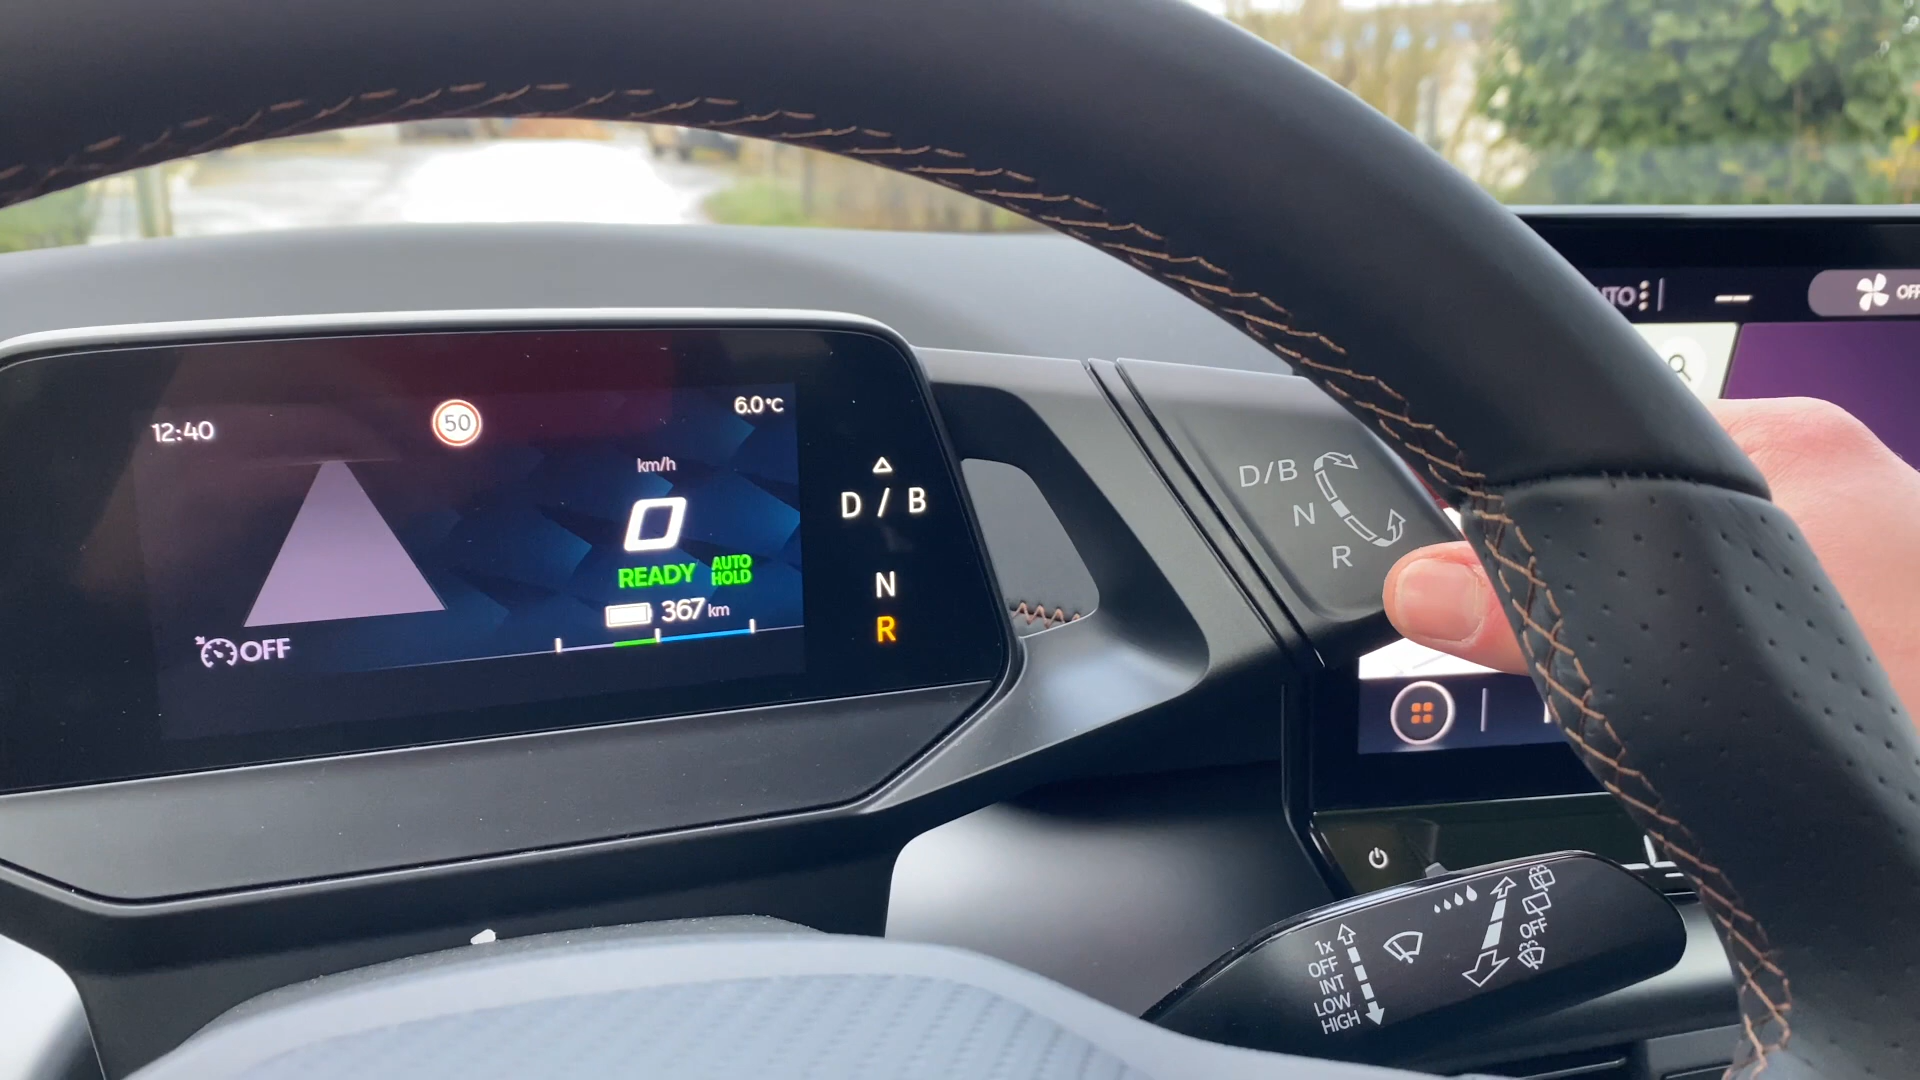 12:40
50
6.0°C
km/h
0
READY
AUTO
HOLD
367 km
OFF
D / B
N
R
D/B
N
R
OFF
1x
OFF
INT
LOW
HIGH
OFF